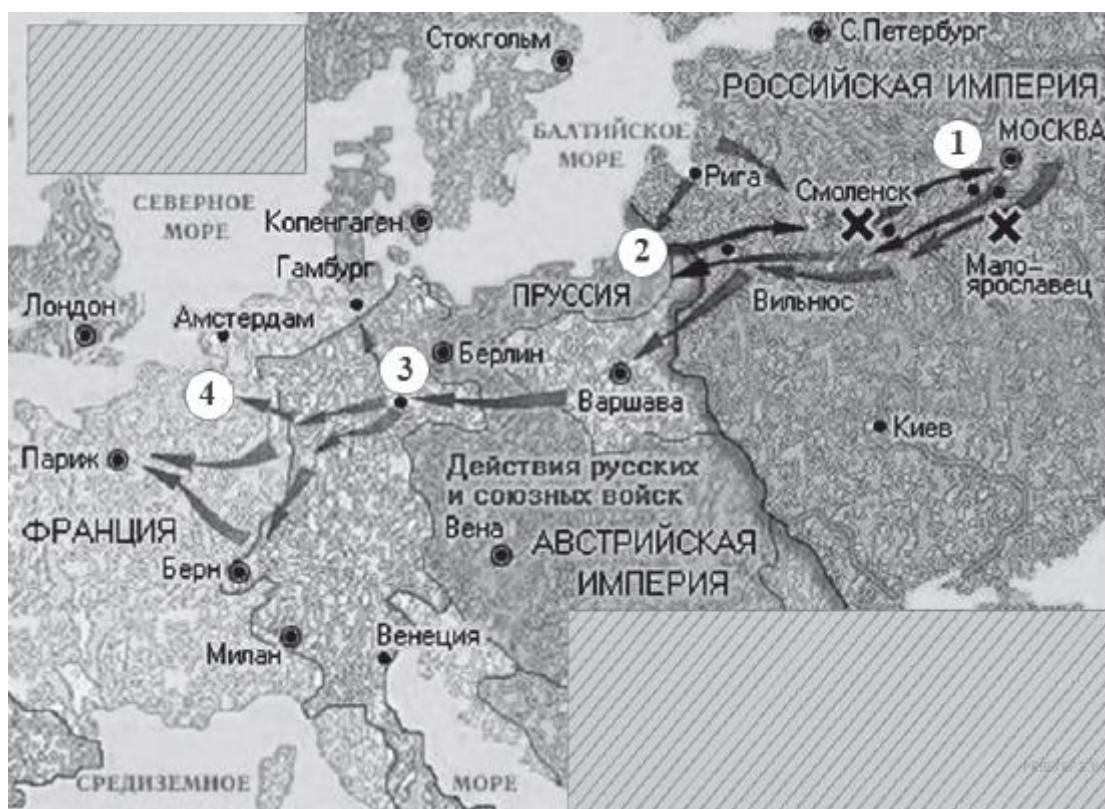 Стокгольм
С.Петербург
РОССИЙСКАЯ ИМПЕРИЯ
БАЛТИЙСКОЕ
МОРЕ
1
МОСКВА
Рига
Смоленск
СЕВЕРНОЕ
МОРЕ
Копенгаген
2
Гамбург
ПРУССИЯ
Вильнюс
Мало-
ярославец
Лондон
Амстердам
Берлин
3
4
Варшава
Киев
Париж
Действия русских
и союзных войск
ФРАНЦИЯ
Вена
АВСТРИЙСКАЯ
ИМПЕРИЯ
Берн
Милан
Венеция
СРЕДИЗЕМНОЕ
МОРЕ